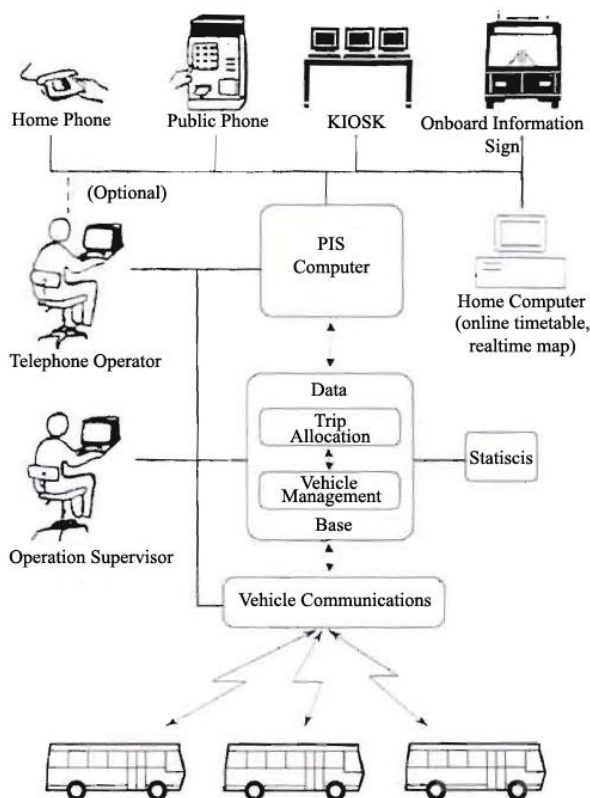 Home Phone
Public Phone
KIOSK
Onboard Information
Sign
(Optional)
PIS
Computer
Home Computer
(online timetable,
realtime map)
Telephone Operator
Data
Trip
Allocation
Vehicle
Management
Base
Statiscis
Operation Supervisor
Vehicle Communications